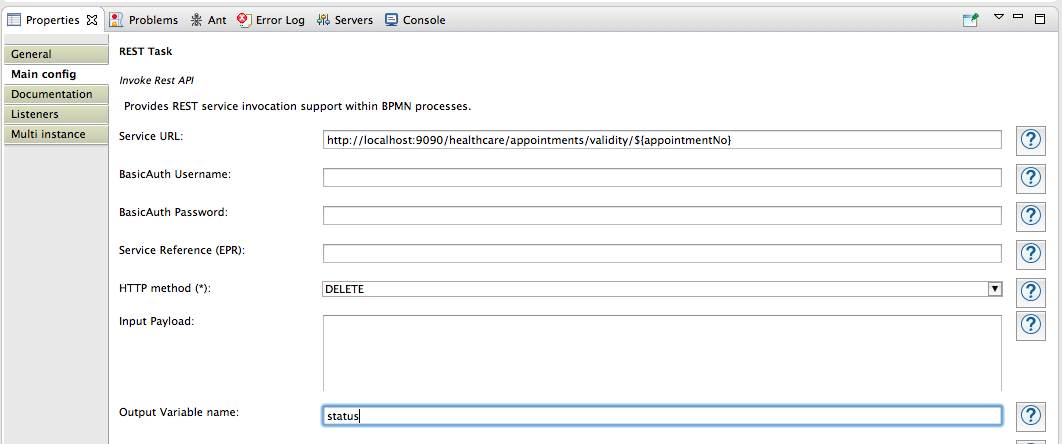 Properties Problems Ant Error Log Servers Console
General
Main config
Documentation
Listeners
Multi instance
REST Task
Invoke Rest API
Provides REST service invocation support within BPMN processes.
Service URL: http://localhost:9090/healthcare/appointments/validity/${appointmentNo} ?
BasicAuth Username: ?
BasicAuth Password: ?
Service Reference (EPR): ?
HTTP method (*): DELETE ?
Input Payload: ?
Output Variable name: status ?